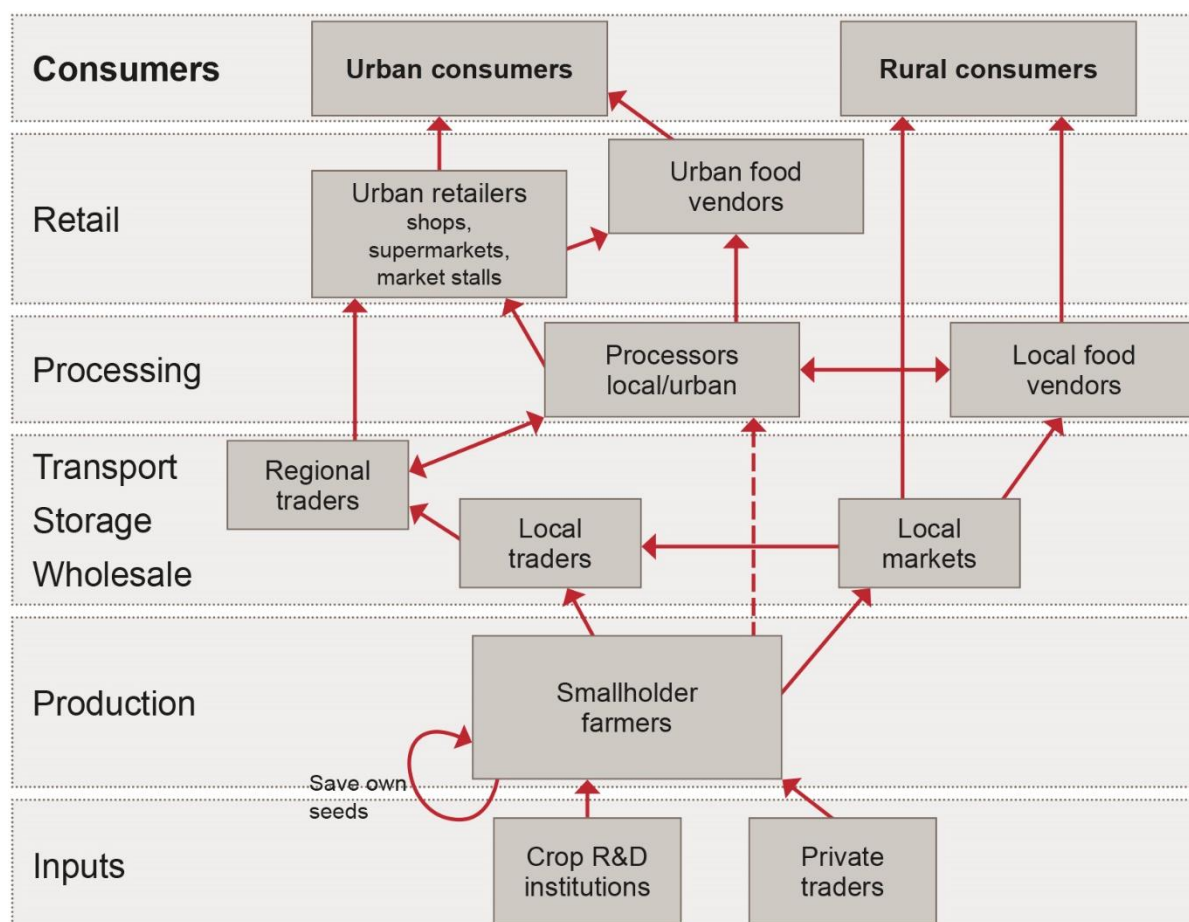 Consumers
Urban consumers
Rural consumers
Retail
Urban retailers
shops,
supermarkets,
market stalls
Urban food
vendors
Processing
Processors
local/urban
Local food
vendors
Transport
Storage
Wholesale
Regional
traders
Local
traders
Local
markets
Production
Smallholder
farmers
Save own
seeds
Inputs
Crop R&D
institutions
Private
traders